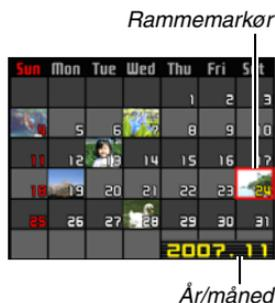 Rammemarkør
Sun Mon Tue Wed Thu Fri Sat
1 2 3
4 5 6 7 8 9 10
11 12 13 14 15 16 17
18 19 20 21 22 23 24
25 26 27 28 29 30 31
2007. 11
År/måned